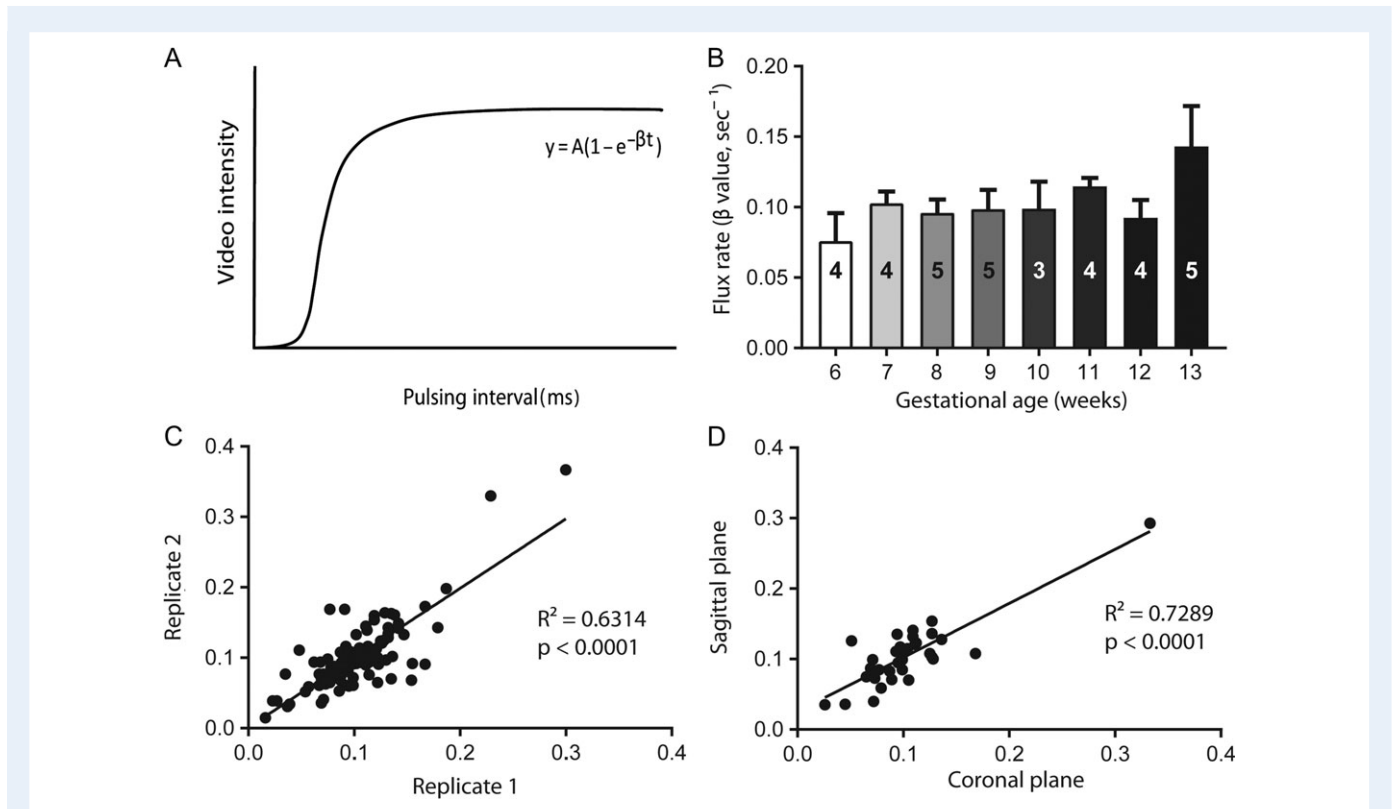 A
Video intensity
y = A(1 − e^−βt)
Pulsing interval (ms)
B
Flux rate (β value, sec⁻¹)
0.20
0.15
0.10
0.05
0.00
4 4 5 5 3 4 4 5
6 7 8 9 10 11 12 13
Gestational age (weeks)
C
Replicate 2
0.4
0.3
0.2
0.1
0.0
R² = 0.6314
p < 0.0001
0.0 0.1 0.2 0.3 0.4
Replicate 1
D
Sagittal plane
0.4
0.3
0.2
0.1
0.0
R² = 0.7289
p < 0.0001
0.0 0.1 0.2 0.3 0.4
Coronal plane